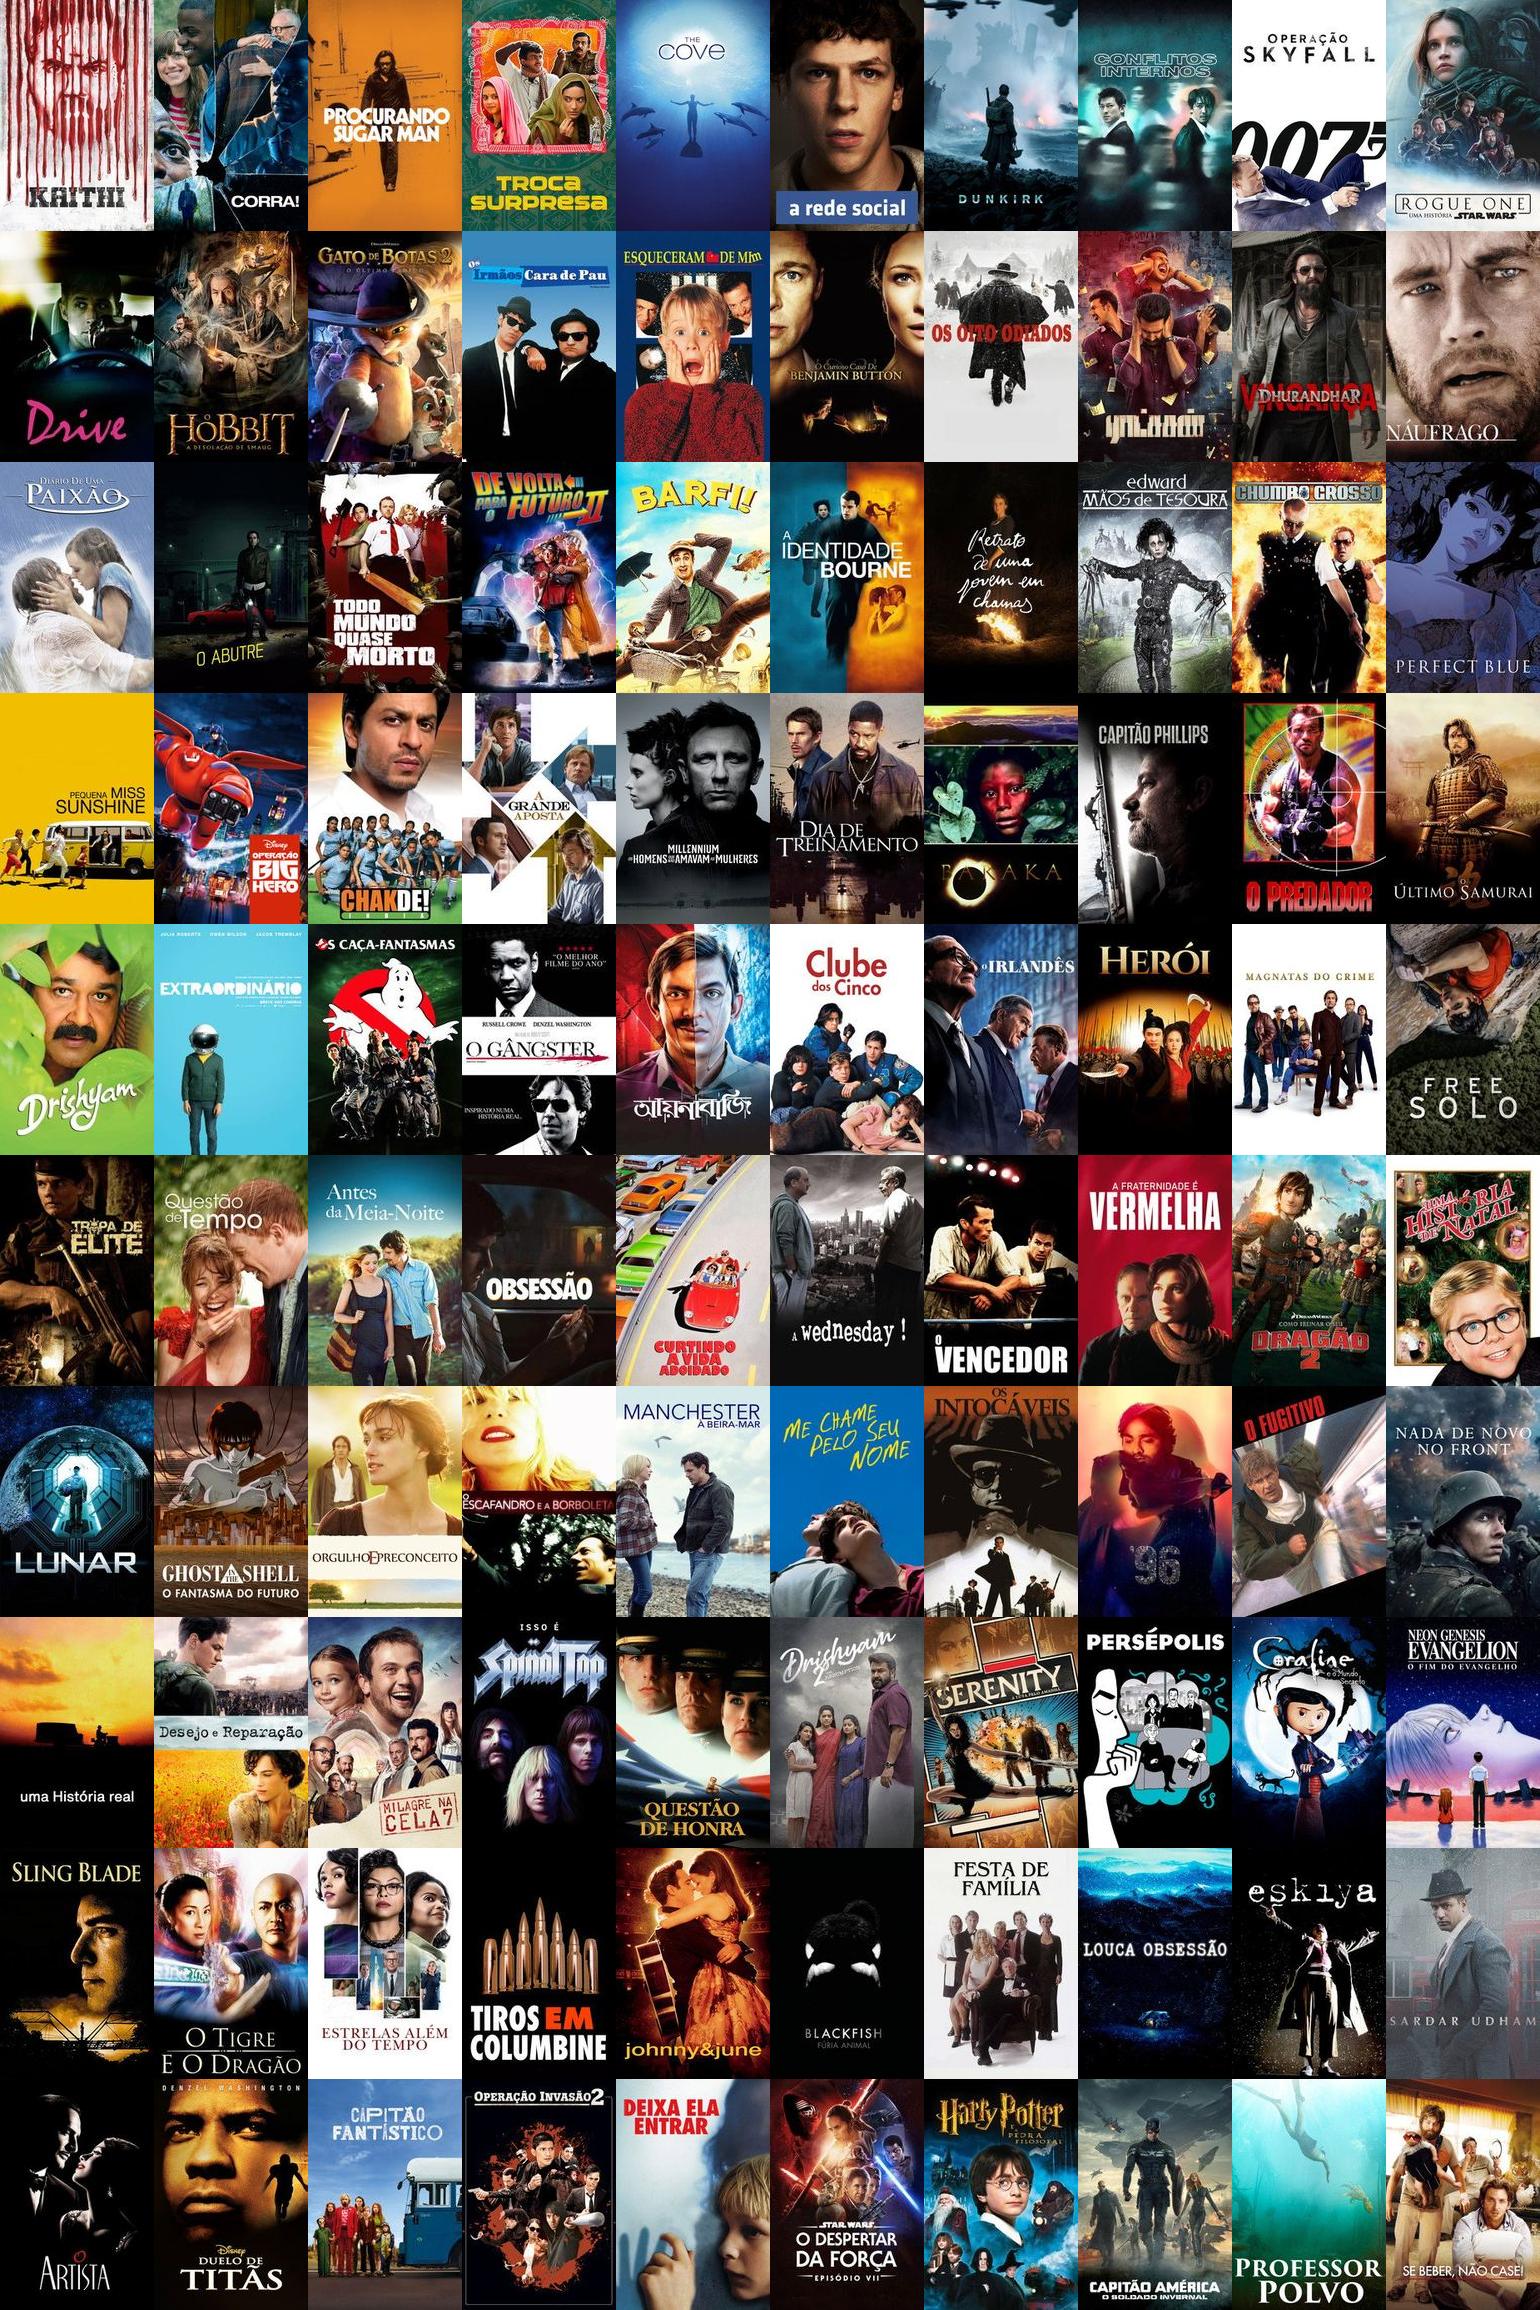 KAITHI
CORRA!
PROCURANDO
SUGAR MAN
TROCA
SURPRESA
THE
COVE
a rede social
DUNKIRK
CONFLITOS
INTERNOS
OPERAÇÃO
SKYFALL
007
ROGUE ONE
UMA HISTÓRIA STAR WARS
Drive
O HOBBIT
A DESOLAÇÃO DE SMAUG
GATO DE BOTAS 2
Os
Irmãos Cara de Pau
ESQUECERAM DE MIM
O Curioso Caso De
BENJAMIN BUTTON
OS OITO ODIADOS
DHURANDHAR
VINGANÇA
NÁUFRAGO
DIÁRIO DE UMA
PAIXÃO
O ABUTRE
TODO
MUNDO
QUASE
MORTO
DE VOLTA
PARA O FUTURO II
BARFI!
A
IDENTIDADE
BOURNE
Retrato
de uma
jovem em
chamas
edward
MÃOS de TESOURA
CHUMBO GROSSO
PERFECT BLUE
PEQUENA MISS
SUNSHINE
Disney
OPERAÇÃO
BIG
HERO
CHAK DE!
INDIA
A
GRANDE
APOSTA
MILLENNIUM
OS HOMENS QUE NÃO AMAVAM AS MULHERES
DIA DE
TREINAMENTO
BARAKA
CAPITÃO PHILLIPS
O PREDADOR
O
ÚLTIMO SAMURAI
Drishyam
JULIA ROBERTS OWEN WILSON JACOB TREMBLAY
EXTRAORDINÁRIO
OS CAÇA-FANTASMAS
"O MELHOR
FILME DO ANO"
RUSSELL CROWE DENZEL WASHINGTON
O GÂNGSTER
INSPIRADO NUMA
HISTÓRIA REAL.
আয়নাবাজি
Clube
dos Cinco
O IRLANDÊS
HERÓI
MAGNATAS DO CRIME
FREE
SOLO
TROPA DE
ELITE
Questão
de Tempo
Antes
da Meia-Noite
OBSESSÃO
CURTINDO
A VIDA
ADOIDADO
A wednesday !
O
VENCEDOR
A FRATERNIDADE É
VERMELHA
DreamWorks
COMO TREINAR O SEU
DRAGÃO
2
UMA
HISTÓRIA
DE NATAL
LUNAR
GHOST IN THE SHELL
O FANTASMA DO FUTURO
ORGULHO E PRECONCEITO
O
ESCAFANDRO E A BORBOLETA
MANCHESTER
À BEIRA-MAR
ME CHAME
PELO SEU
NOME
OS
INTOCÁVEIS
'96
O FUGITIVO
NADA DE NOVO
NO FRONT
uma História real
Desejo e Reparação
MILAGRE NA
CELA 7
ISSO É
Spinal Tap
QUESTÃO
DE HONRA
Drishyam
2
SERENITY
PERSÉPOLIS
Coraline
e o Mundo
Secreto
NEON GENESIS
EVANGELION
O FIM DO EVANGELHO
SLING BLADE
O TIGRE
E O DRAGÃO
ESTRELAS ALÉM
DO TEMPO
TIROS EM
COLUMBINE
johnny&june
BLACKFISH
FÚRIA ANIMAL
FESTA DE
FAMÍLIA
LOUCA OBSESSÃO
eşkıya
SARDAR UDHAM
O
ARTISTA
DENZEL WASHINGTON
Disney
DUELO DE
TITÃS
CAPITÃO
FANTÁSTICO
OPERAÇÃO INVASÃO 2
DEIXA ELA
ENTRAR
STAR WARS
O DESPERTAR
DA FORÇA
EPISÓDIO VII
Harry Potter
E A
PEDRA
FILOSOFAL
CAPITÃO AMÉRICA
O SOLDADO INVERNAL
PROFESSOR
POLVO
SE BEBER, NÃO CASE!